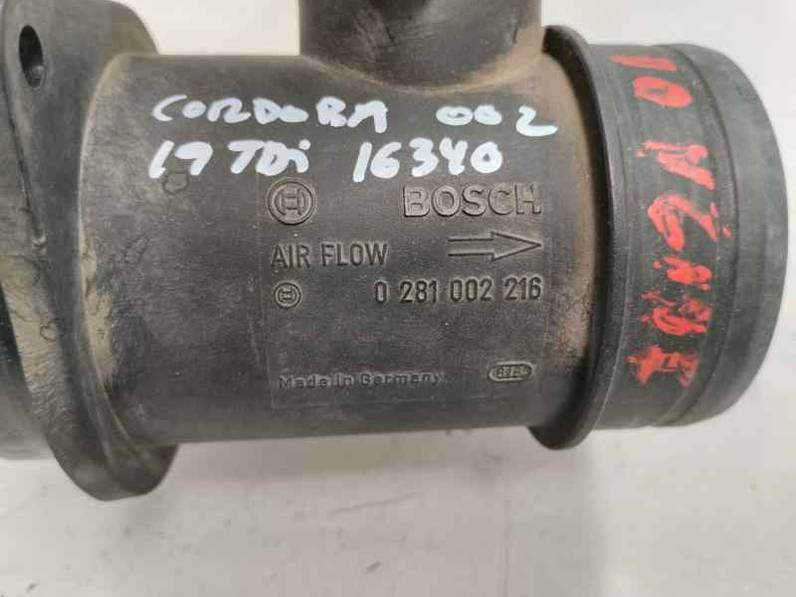 CORDOBA 002
19 TDi 16340
BOSCH
AIR FLOW
0 281 002 216
Made in Germany